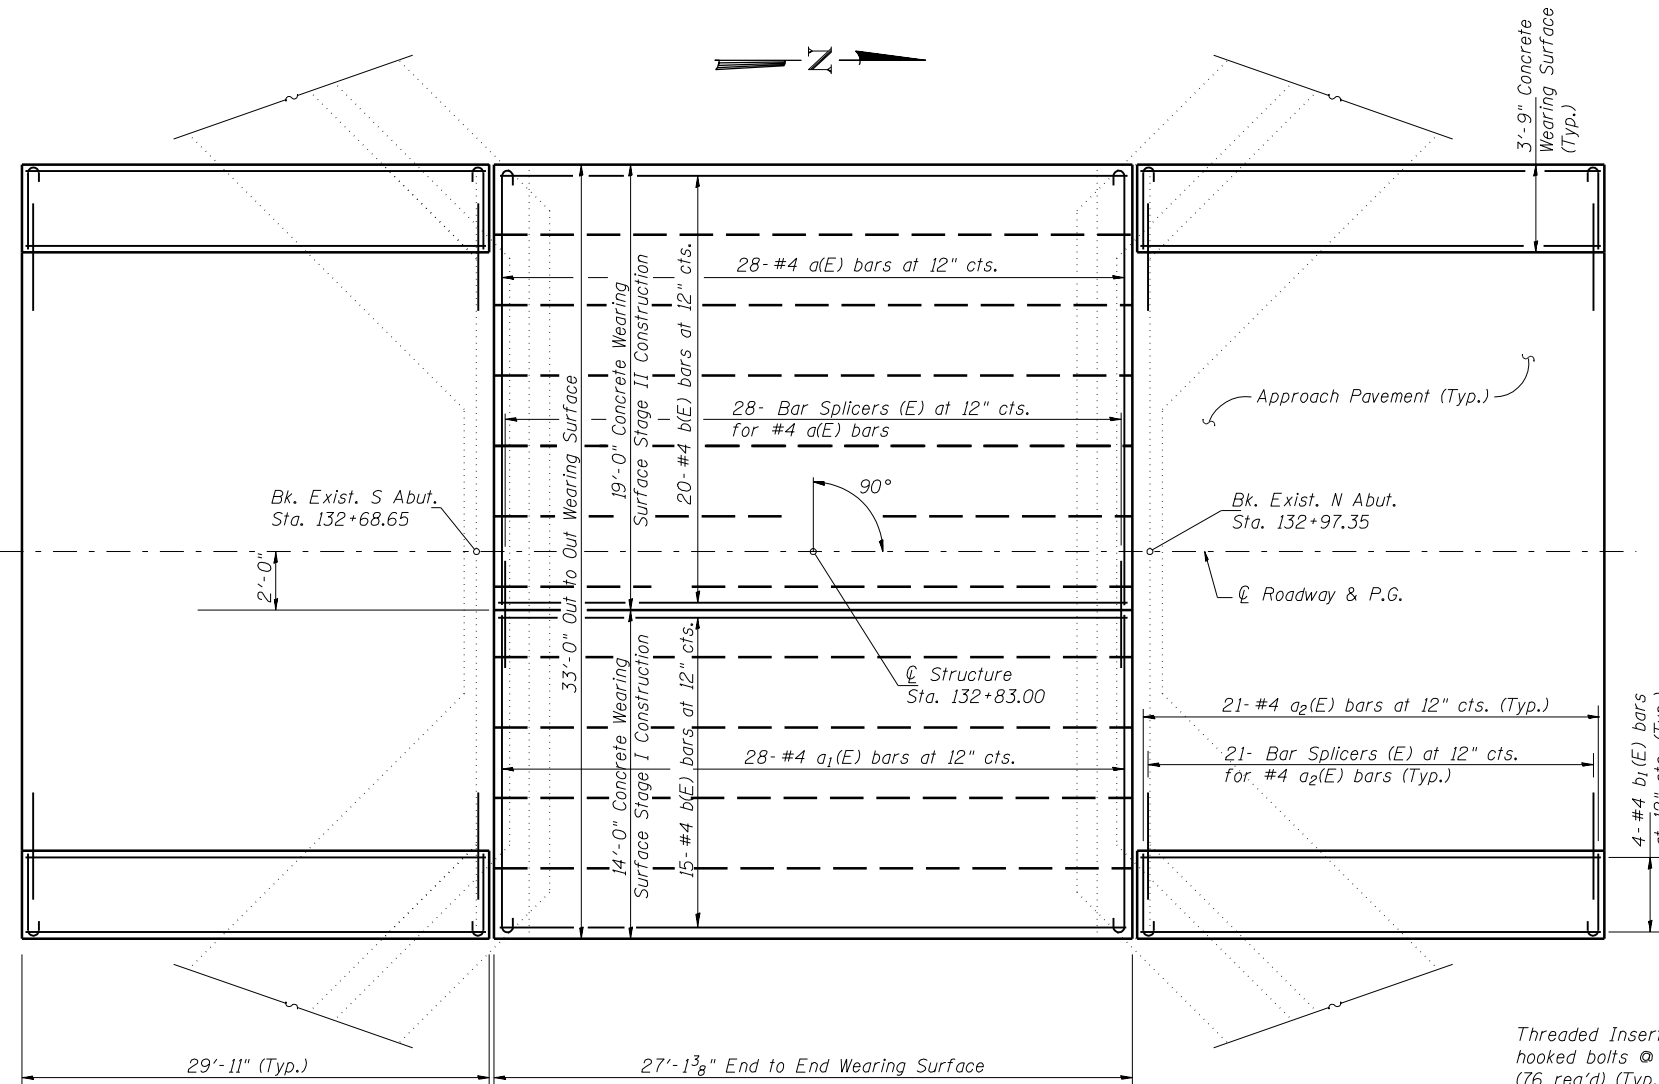 N
3'-9" Concrete
Wearing Surface
(Typ.)
28- #4 a(E) bars at 12" cts.
28- Bar Splicers (E) at 12" cts.
for #4 a(E) bars
33'-0" Out to Out Wearing Surface
19'-0" Concrete Wearing
Surface Stage II Construction
20- #4 b(E) bars at 12" cts.
Approach Pavement (Typ.)
90°
Bk. Exist. S Abut.
Sta. 132+68.65
Bk. Exist. N Abut.
Sta. 132+97.35
2'-0"
℄ Roadway & P.G.
℄ Structure
Sta. 132+83.00
14'-0" Concrete Wearing
Surface Stage I Construction
15- #4 b(E) bars at 12" cts.
28- #4 a₁(E) bars at 12" cts.
21- #4 a₂(E) bars at 12" cts. (Typ.)
21- Bar Splicers (E) at 12" cts.
for #4 a₂(E) bars (Typ.)
4- #4 b₁(E) bars
at 12" cts. (Typ.)
29'-11" (Typ.)
27'-1³⁄₈" End to End Wearing Surface
Threaded Insert
hooked bolts @
(76 req'd) (Typ.